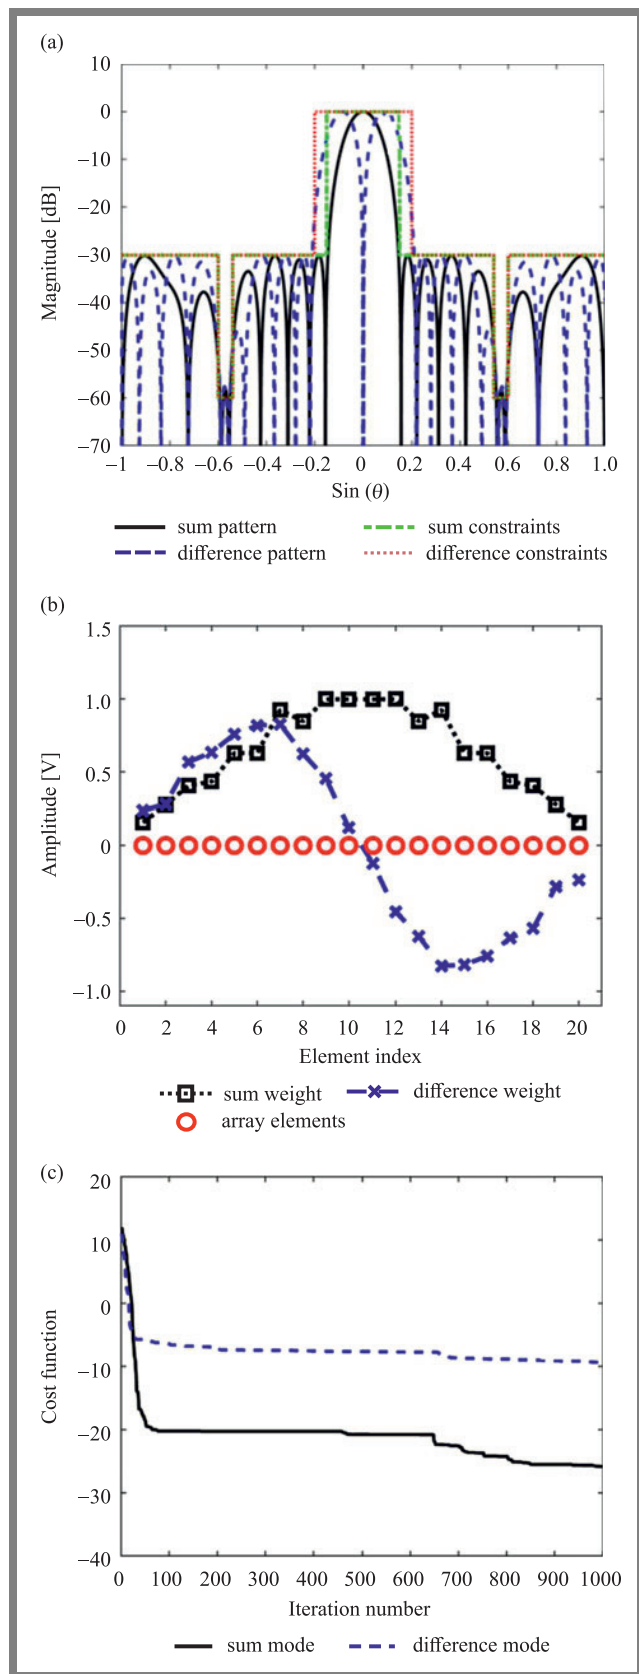 (a)
10
0
−10
−20
−30
−40
−50
−60
−70
Magnitude [dB]
−1 −0.8 −0.6 −0.4 −0.2 0 0.2 0.4 0.6 0.8 1.0
Sin (θ)
sum pattern sum constraints
difference pattern difference constraints
(b)
1.5
1.0
0.5
0
−0.5
−1.0
Amplitude [V]
0 2 4 6 8 10 12 14 16 18 20
Element index
sum weight difference weight
array elements
(c)
20
10
0
−10
−20
−30
−40
Cost function
0 100 200 300 400 500 600 700 800 900 1000
Iteration number
sum mode difference mode